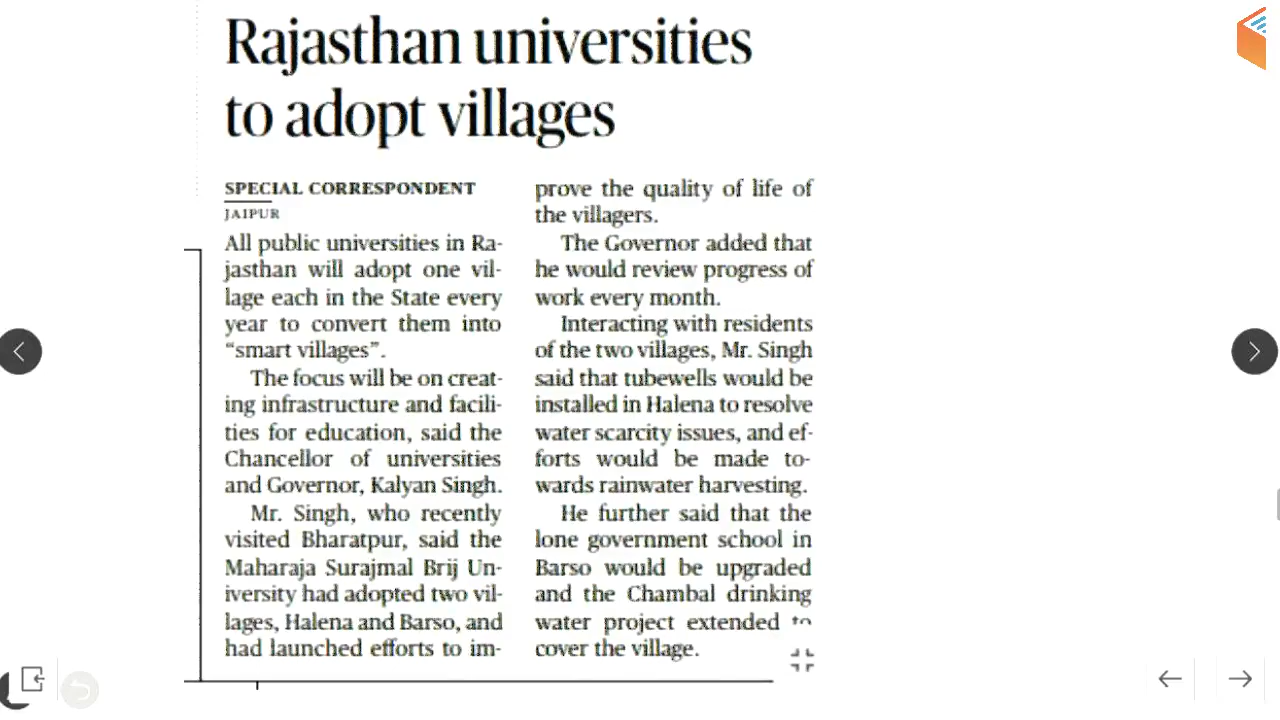 Rajasthan universities
to adopt villages
SPECIAL CORRESPONDENT
JAIPUR
All public universities in Ra-
jasthan will adopt one vil-
lage each in the State every
year to convert them into
“smart villages”.
The focus will be on creat-
ing infrastructure and facili-
ties for education, said the
Chancellor of universities
and Governor, Kalyan Singh.
Mr. Singh, who recently
visited Bharatpur, said the
Maharaja Surajmal Brij Un-
iversity had adopted two vil-
lages, Halena and Barso, and
had launched efforts to im-
prove the quality of life of
the villagers.
The Governor added that
he would review progress of
work every month.
Interacting with residents
of the two villages, Mr. Singh
said that tubewells would be
installed in Halena to resolve
water scarcity issues, and ef-
forts would be made to-
wards rainwater harvesting.
He further said that the
lone government school in
Barso would be upgraded
and the Chambal drinking
water project extended to
cover the village.